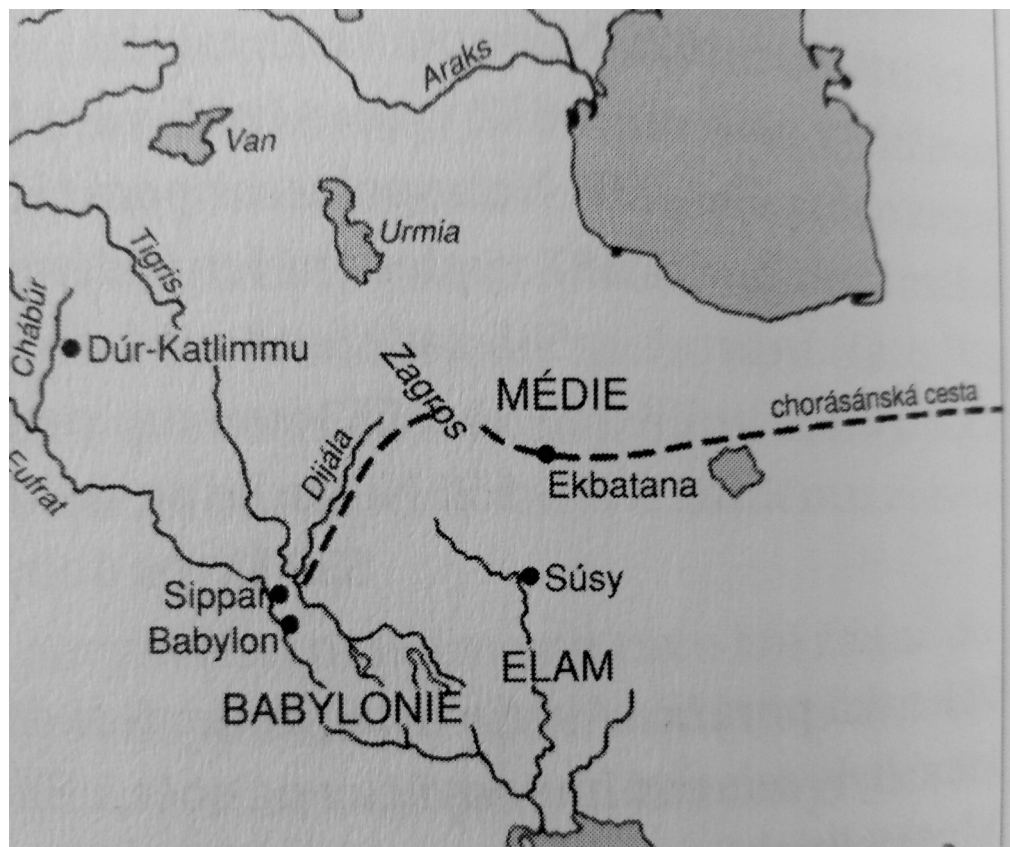 Araks
Van
Urmia
Tigris
Chábúr
Dúr-Katlimmu
Zagros
MÉDIE
chorásánská cesta
Eufrat
Dijála
Ekbatana
Sippar
Súsy
Babylon
ELAM
BABYLONIE